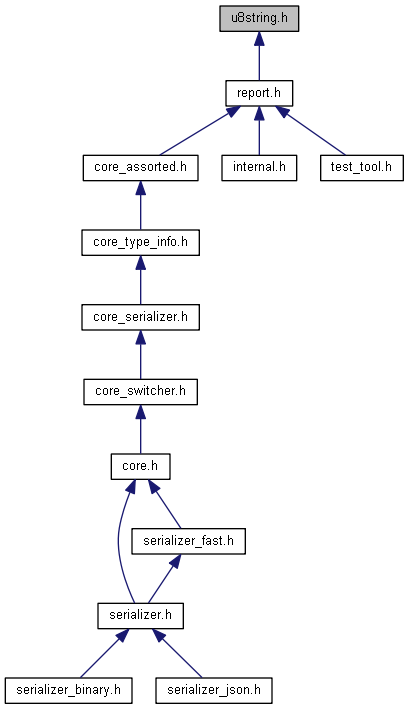 u8string.h
report.h
core_assorted.h
internal.h
test_tool.h
core_type_info.h
core_serializer.h
core_switcher.h
core.h
serializer_fast.h
serializer.h
serializer_binary.h
serializer_json.h